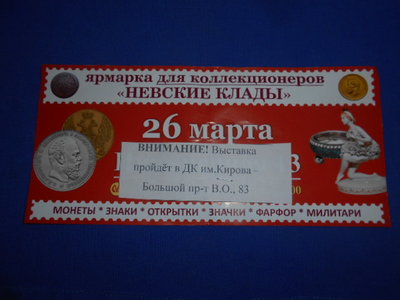 ярмарка для коллекционеров
«НЕВСКИЕ КЛАДЫ»
26 марта
ВНИМАНИЕ! Выставка
пройдёт в ДК им.Кирова –
Большой пр-т В.О., 83
МОНЕТЫ * ЗНАКИ * ОТКРЫТКИ * ЗНАЧКИ * ФАРФОР * МИЛИТАРИ